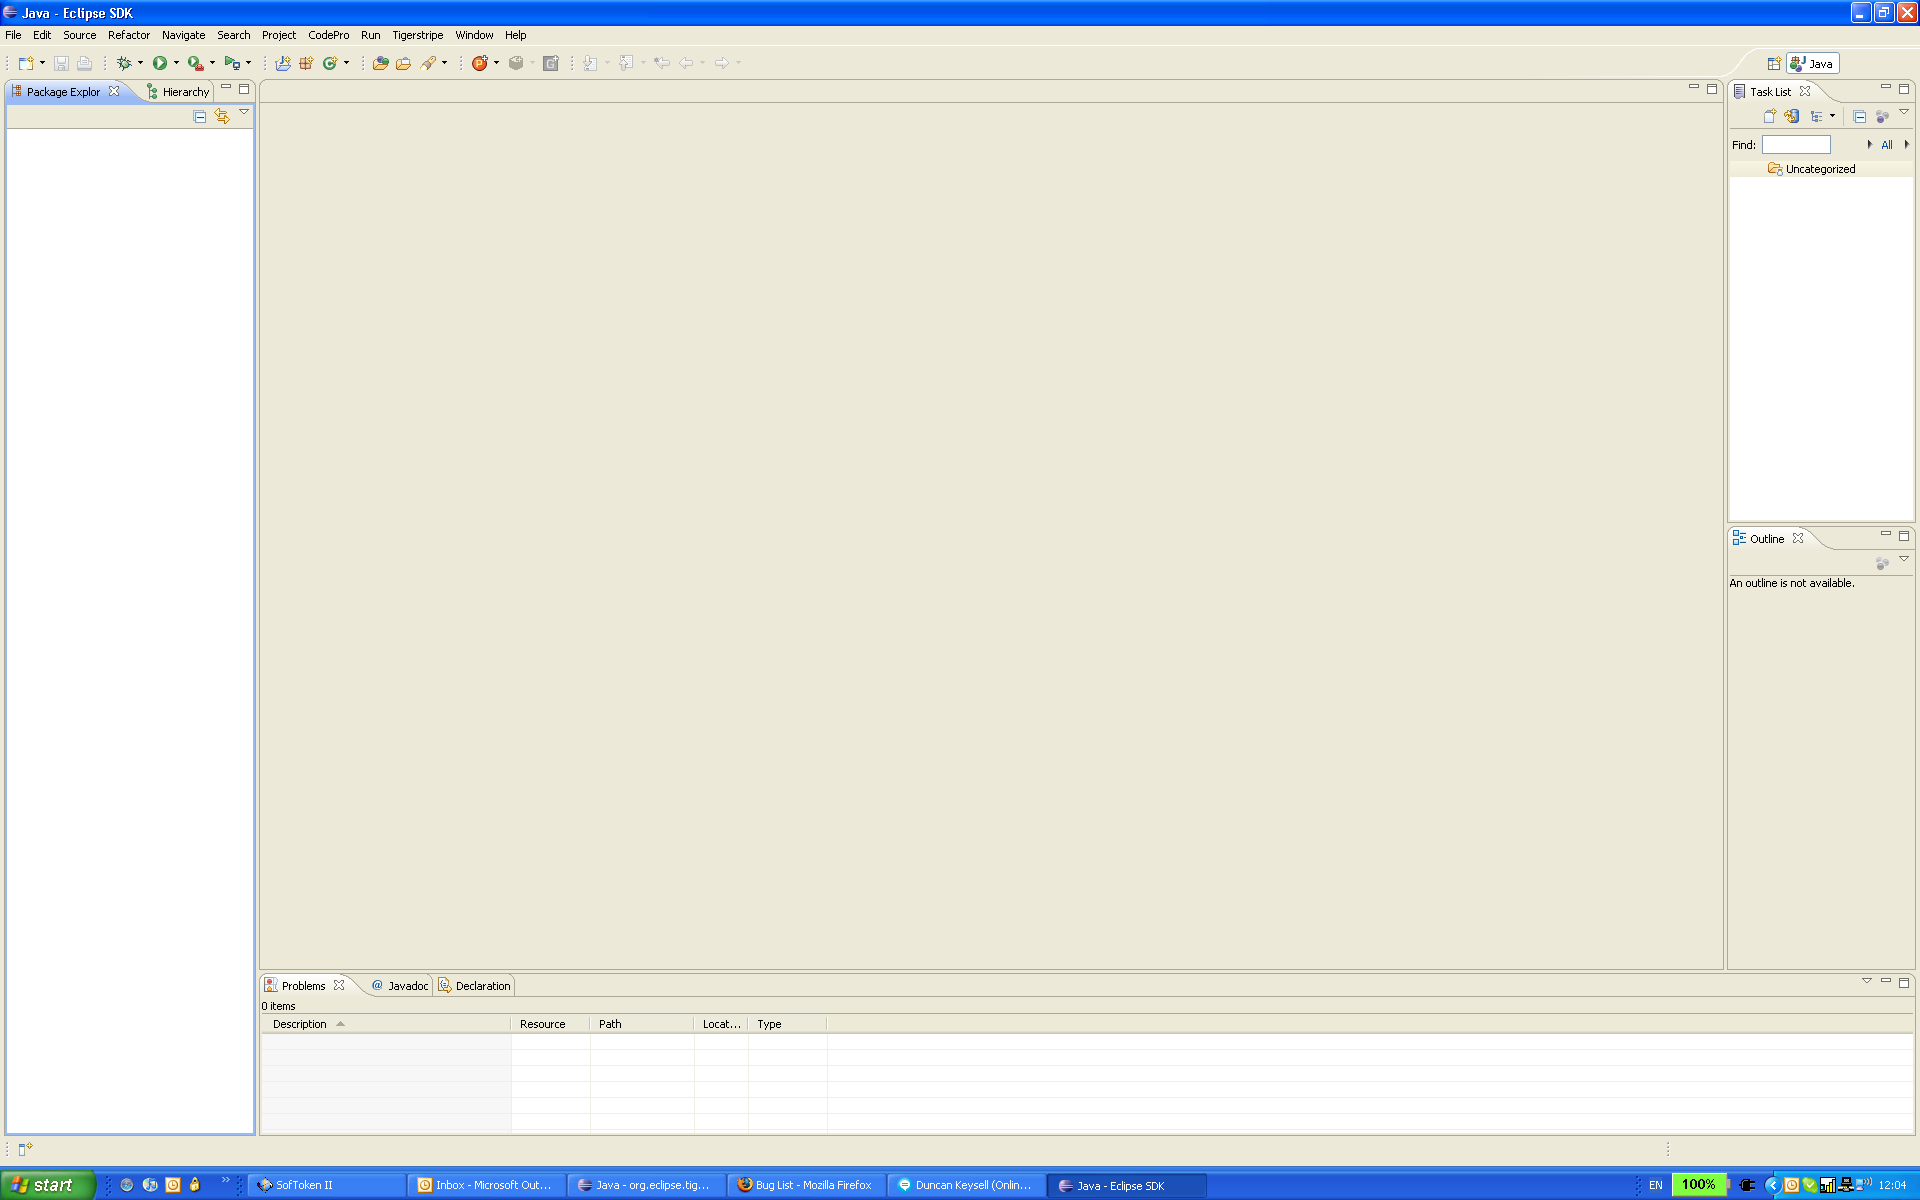 Java - Eclipse SDK
File Edit Source Refactor Navigate Search Project CodePro Run Tigerstripe Window Help
Java
Package Explor
Hierarchy
Task List
Find:
All
Uncategorized
Outline
An outline is not available.
Problems
Javadoc
Declaration
0 items
Description Resource Path Locat... Type
start
SofToken II
Inbox - Microsoft Out...
Java - org.eclipse.tig...
Bug List - Mozilla Firefox
Duncan Keysell (Onlin...
Java - Eclipse SDK
EN
100%
12:04